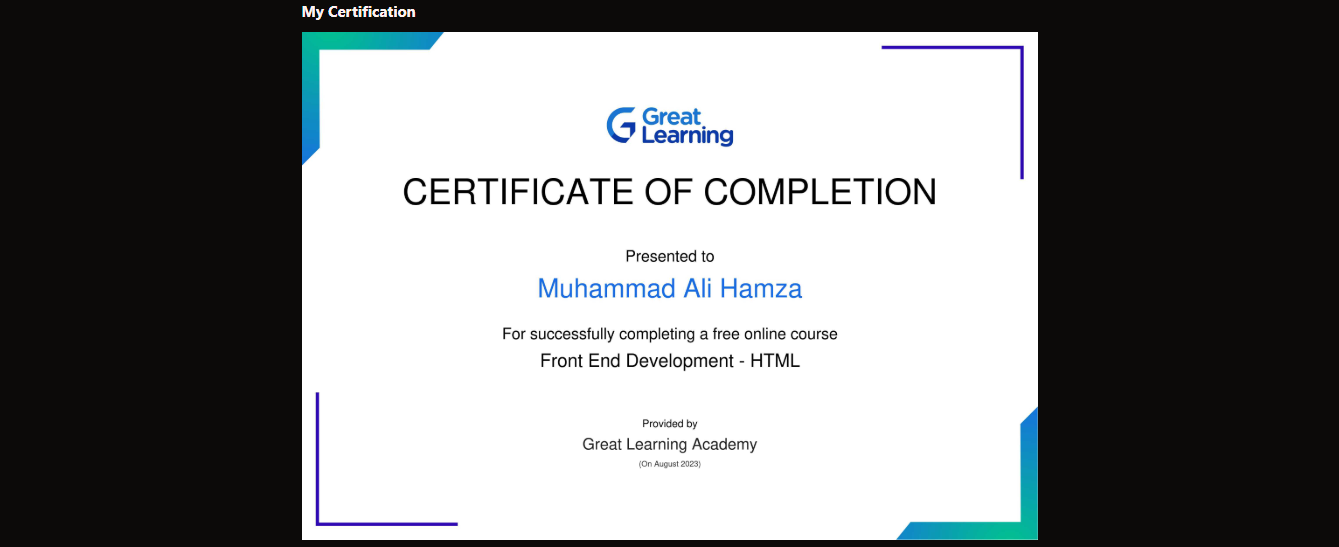 My Certification
Great
Learning
CERTIFICATE OF COMPLETION
Presented to
Muhammad Ali Hamza
For successfully completing a free online course
Front End Development - HTML
Provided by
Great Learning Academy
(On August 2023)